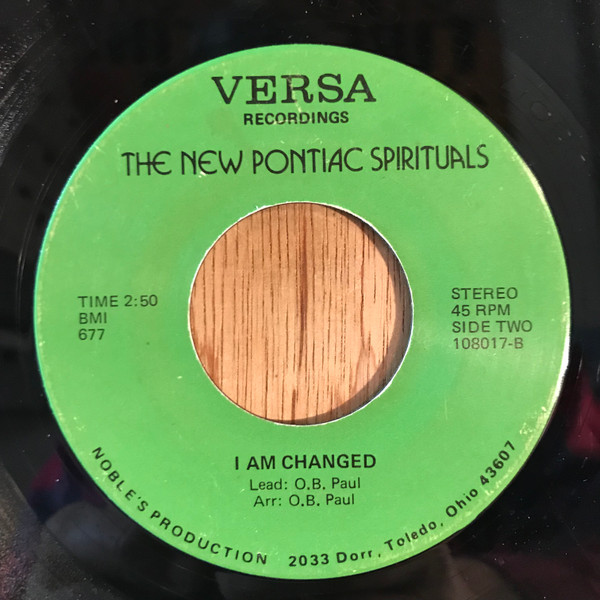 VERSA
RECORDINGS
THE NEW PONTIAC SPIRITUALS
TIME 2:50
BMI
677
STEREO
45 RPM
SIDE TWO
108017-B
I AM CHANGED
Lead: O.B. Paul
Arr: O.B. Paul
NOBLE'S PRODUCTION 2033 Dorr, Toledo, Ohio 43607